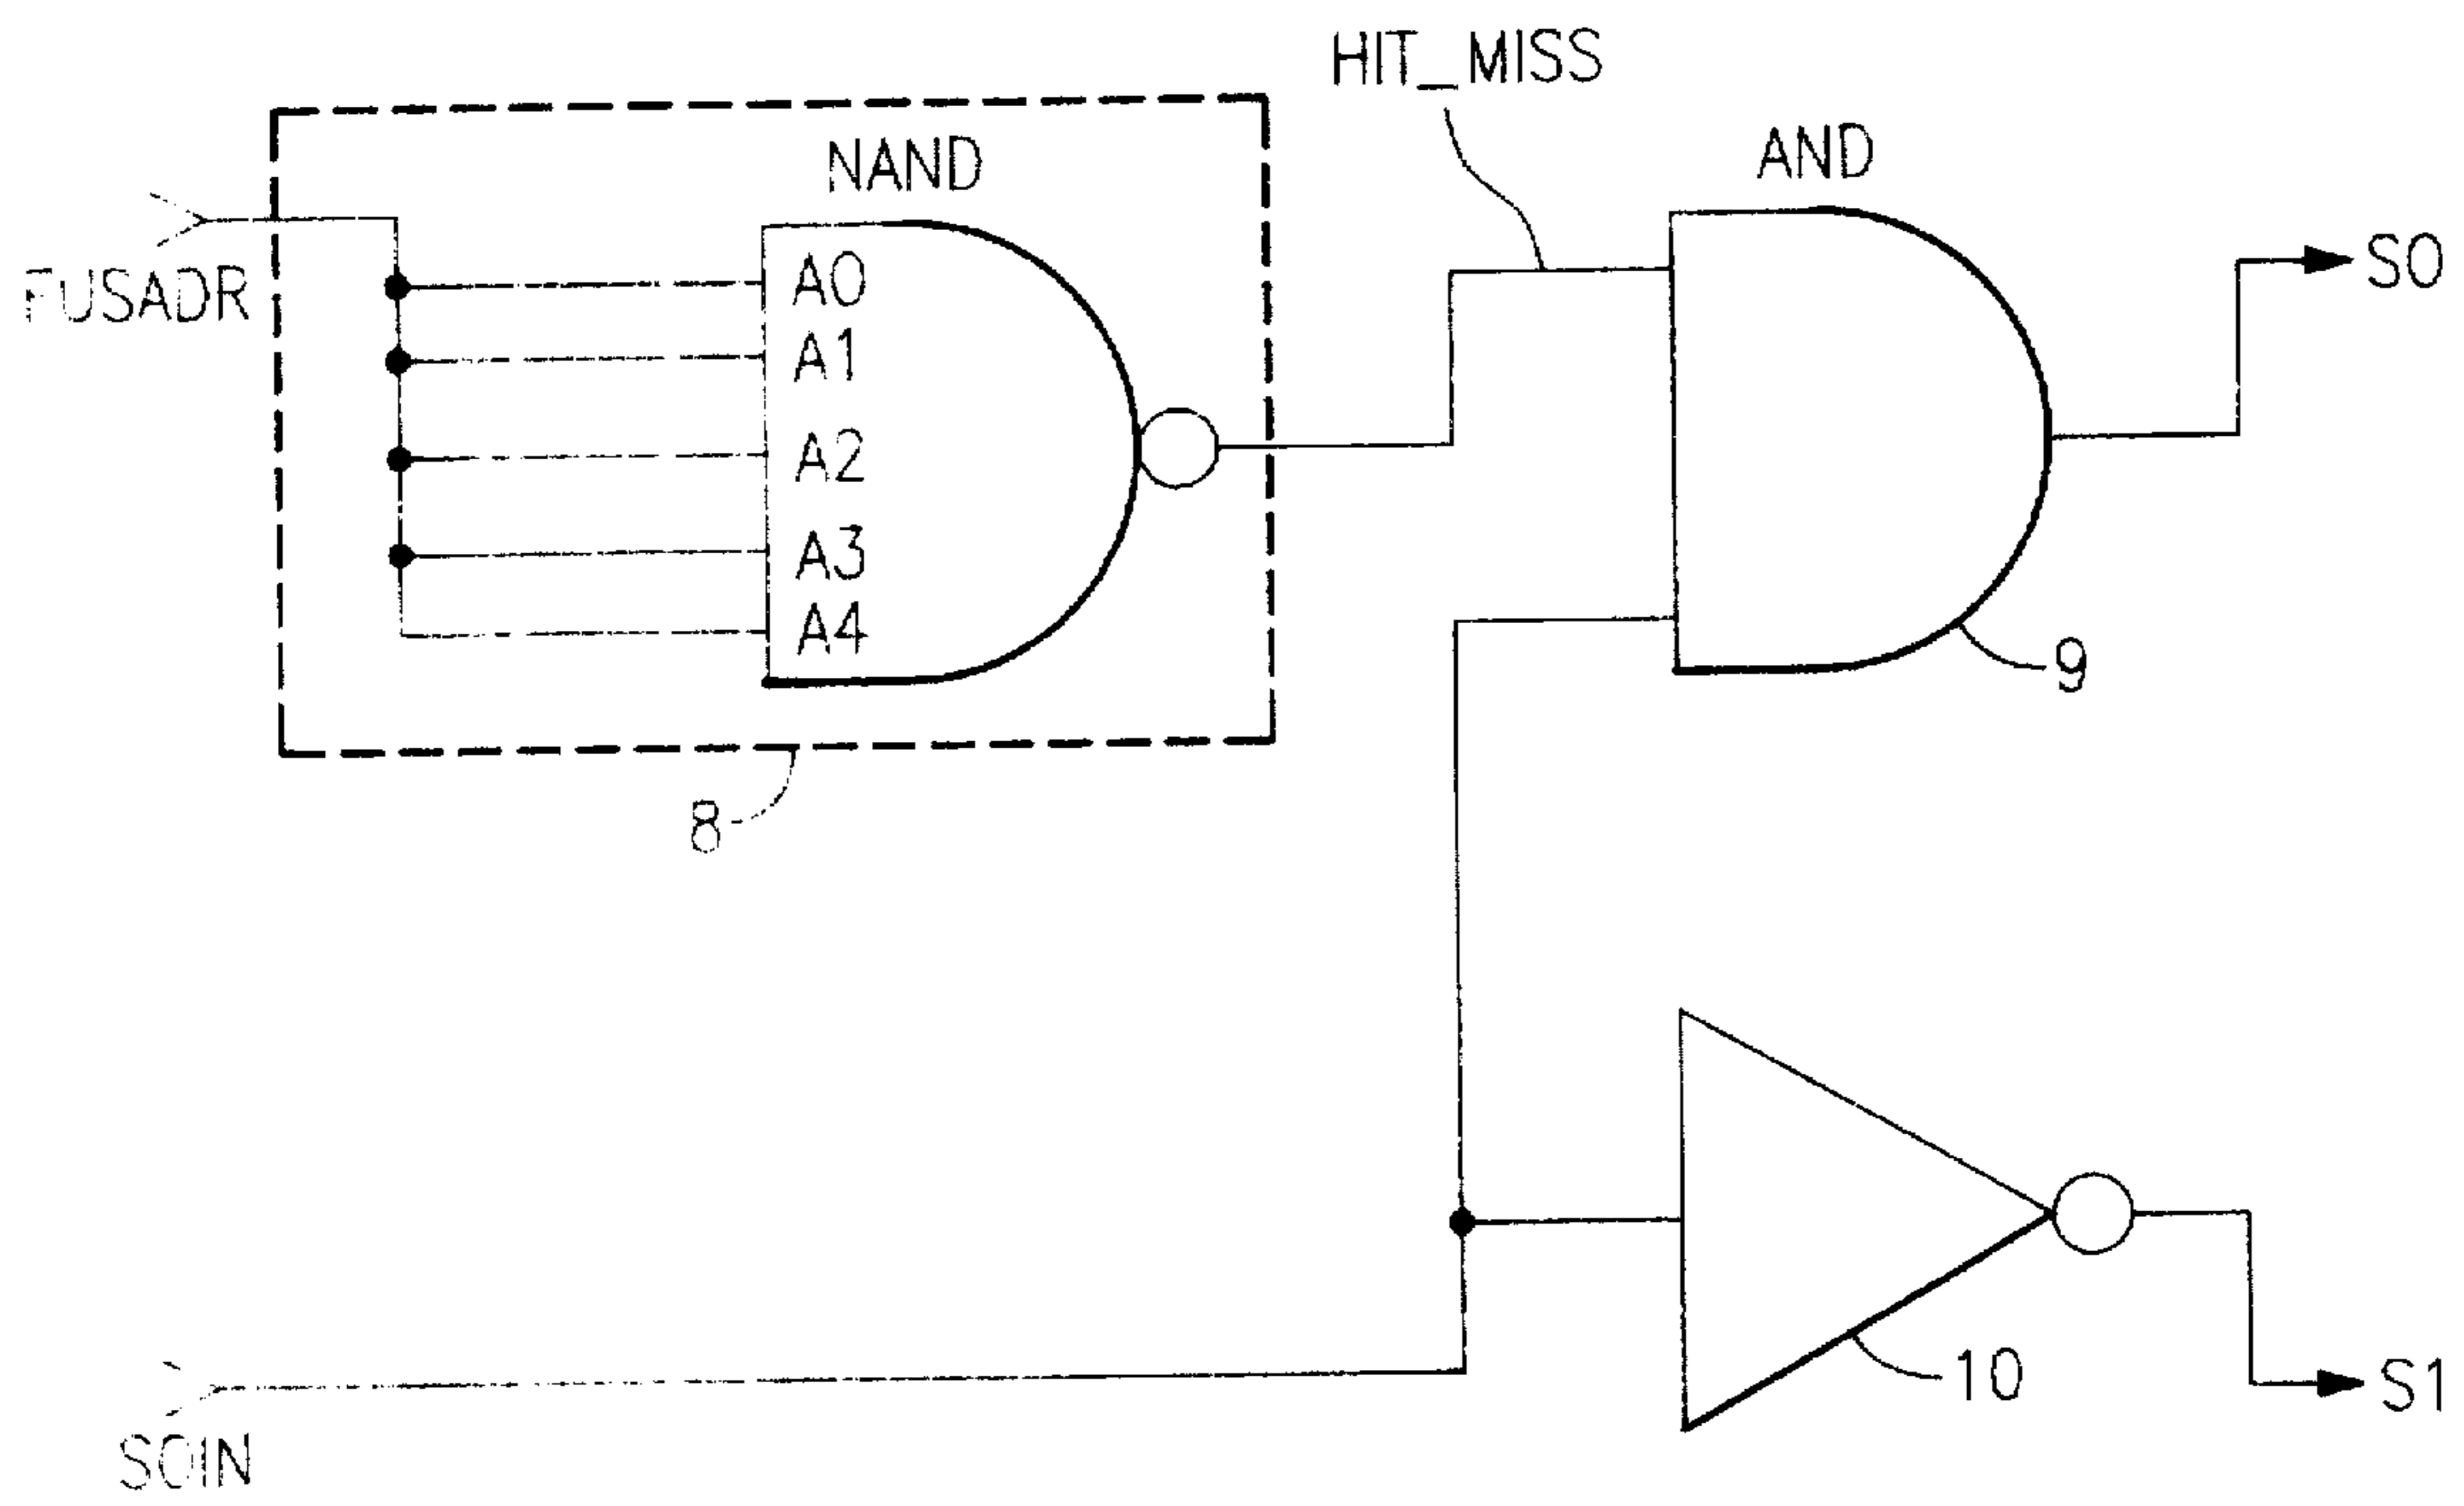 HIT_MISS
NAND
AND
FUSADR
A0
A1
A2
A3
A4
S0
9
8
10
S1
S0IN